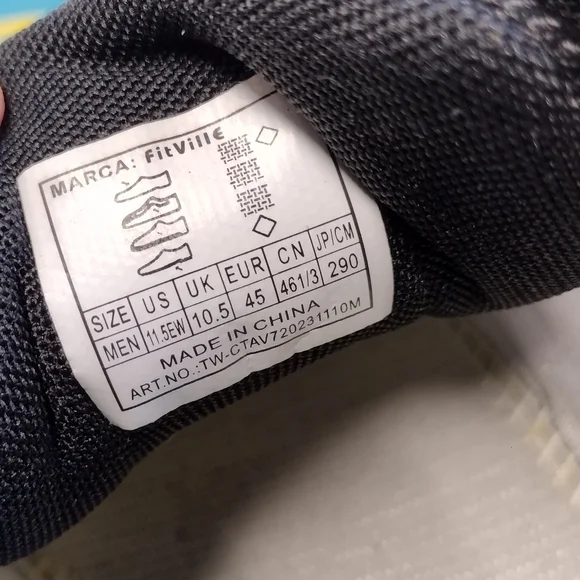 MARCA: FitVille
SIZE US UK EUR CN JP/CM
MEN 11.5EW 10.5 45 461/3 290
MADE IN CHINA
ART.NO.:TW-CTAV720231110M